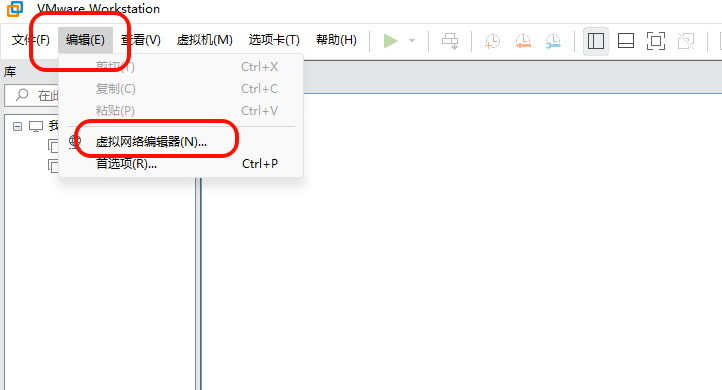 VMware Workstation
文件(F) 编辑(E) 查看(V) 虚拟机(M) 选项卡(T) 帮助(H)
库
剪切(T) Ctrl+X
在此
复制(C) Ctrl+C
粘贴(P) Ctrl+V
我
虚拟网络编辑器(N)...
首选项(R)... Ctrl+P